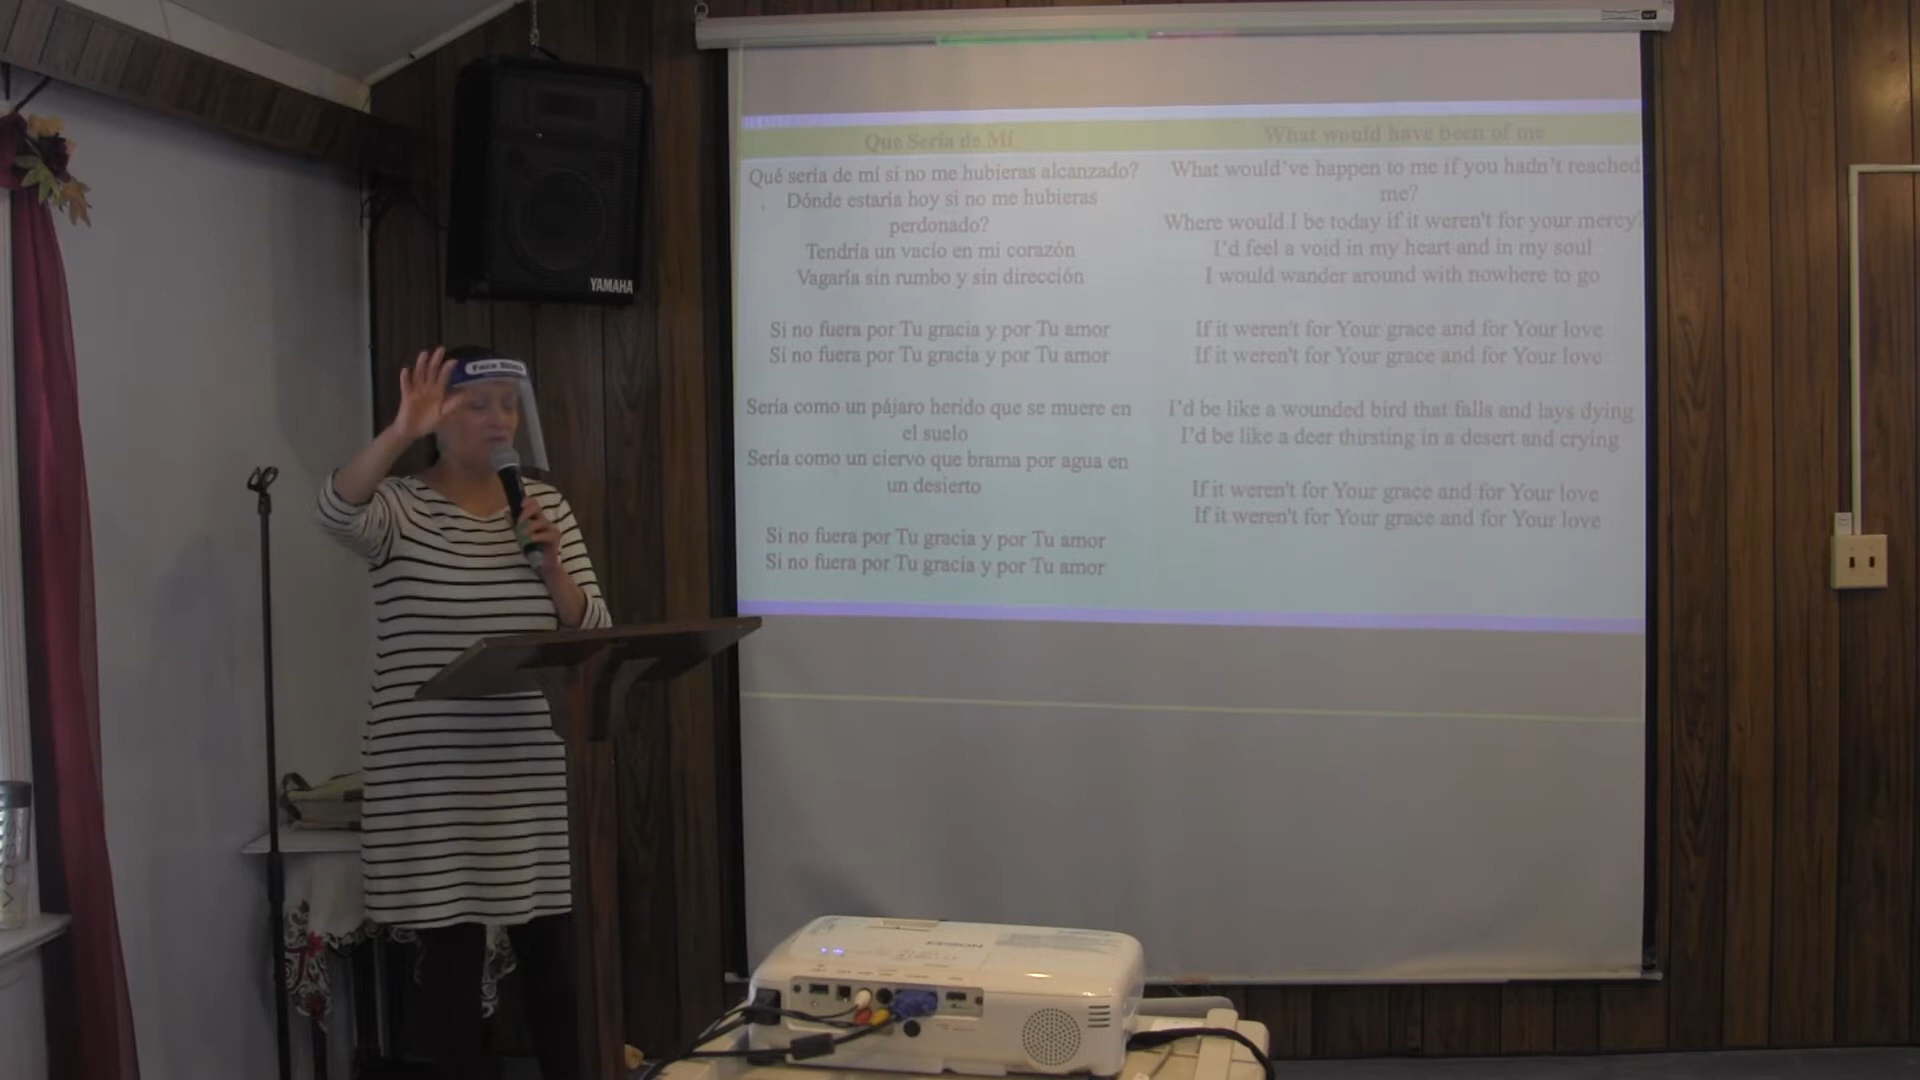 YAMAHA
Face Shield
Que Sería de Mí
Qué sería de mí si no me hubieras alcanzado?
Dónde estaría hoy si no me hubieras
perdonado?
Tendría un vacío en mi corazón
Vagaría sin rumbo y sin dirección
Si no fuera por Tu gracia y por Tu amor
Si no fuera por Tu gracia y por Tu amor
Sería como un pájaro herido que se muere en
el suelo
Sería como un ciervo que brama por agua en
un desierto
Si no fuera por Tu gracia y por Tu amor
Si no fuera por Tu gracia y por Tu amor
What would have been of me
What would've happen to me if you hadn't reached
me?
Where would I be today if it weren't for your mercy?
I'd feel a void in my heart and in my soul
I would wander around with nowhere to go
If it weren't for Your grace and for Your love
If it weren't for Your grace and for Your love
I'd be like a wounded bird that falls and lays dying
I'd be like a deer thirsting in a desert and crying
If it weren't for Your grace and for Your love
If it weren't for Your grace and for Your love
EPSON